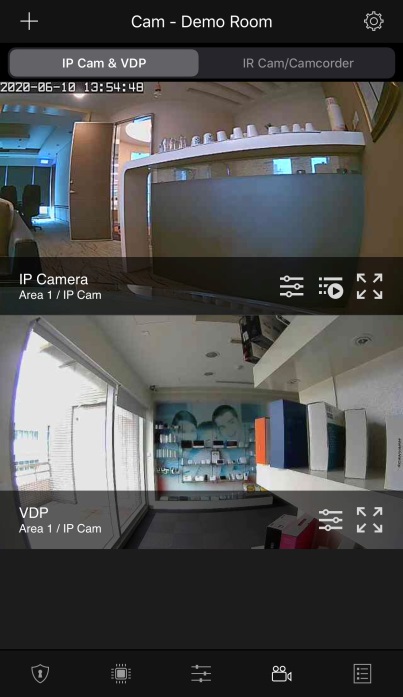 Cam - Demo Room
IP Cam & VDP
IR Cam/Camcorder
2020-06-10 13:54:48
IP Camera
Area 1 / IP Cam
VDP
Area 1 / IP Cam